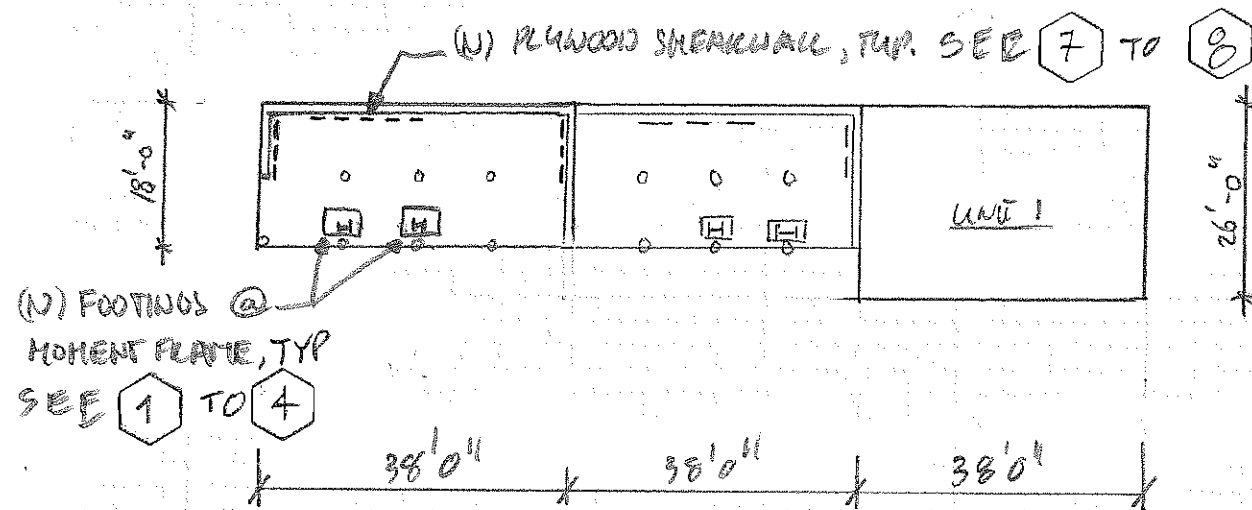 (N) PLYWOOD SHEARWALL, TYP. SEE 7 TO 8
18'-0"
26'-0"
UNIT 1
(N) FOOTINGS @
MOMENT FRAME, TYP
SEE 1 TO 4
38'0" 38'0" 38'0"